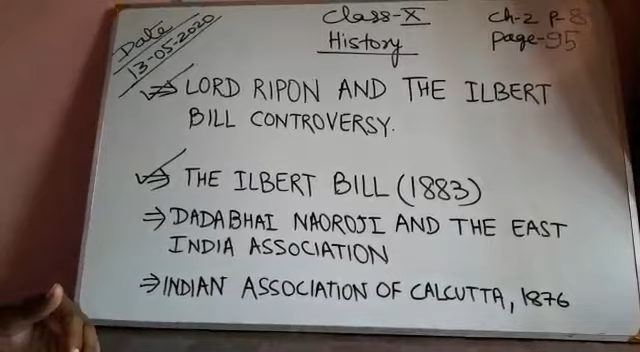 Date
13-05-2020
Class-X
History
Ch-2 P-8
page-95
⇒ LORD RIPON AND THE ILBERT
BILL CONTROVERSY.
⇒ THE ILBERT BILL (1883)
⇒ DADABHAI NAOROJI AND THE EAST
INDIA ASSOCIATION
⇒ INDIAN ASSOCIATION OF CALCUTTA, 1876